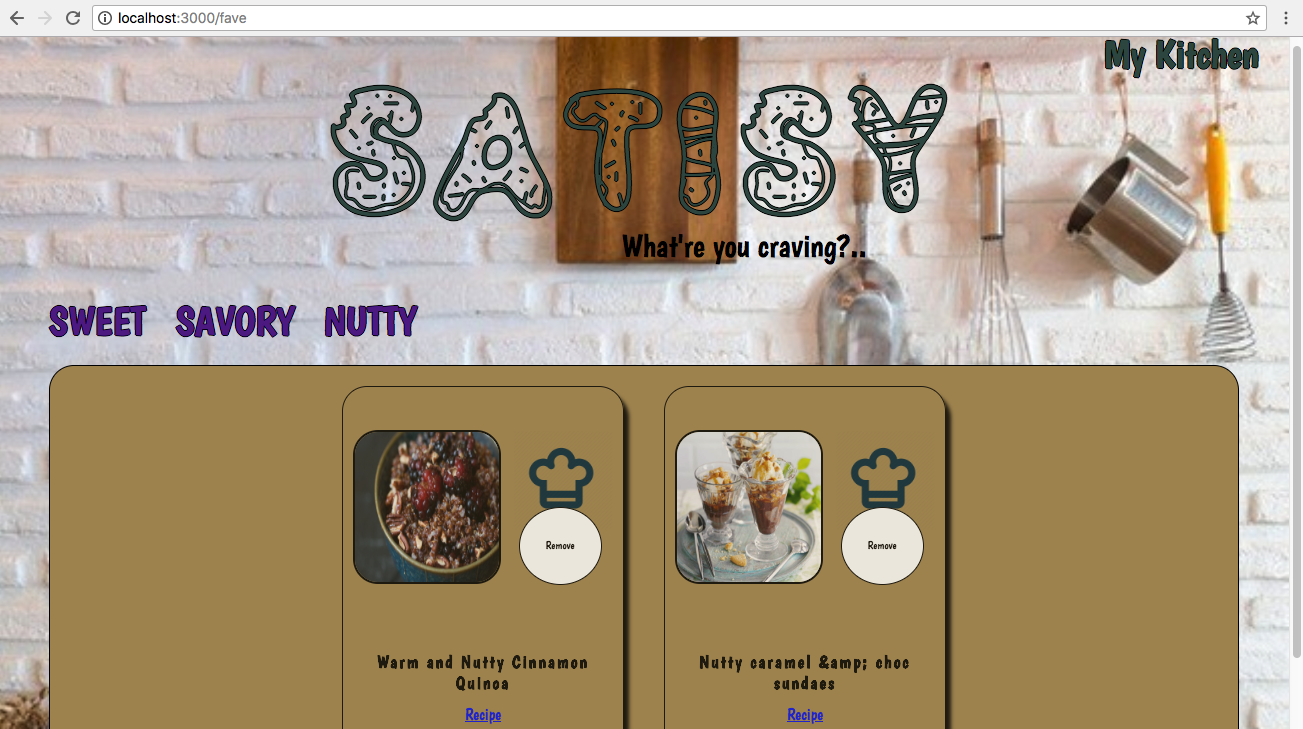 localhost:3000/fave
My Kitchen
SATISY
What're you craving?..
SWEET SAVORY NUTTY
Remove
Remove
Warm and Nutty Cinnamon
Quinoa
Recipe
Nutty caramel &amp; choc
sundaes
Recipe